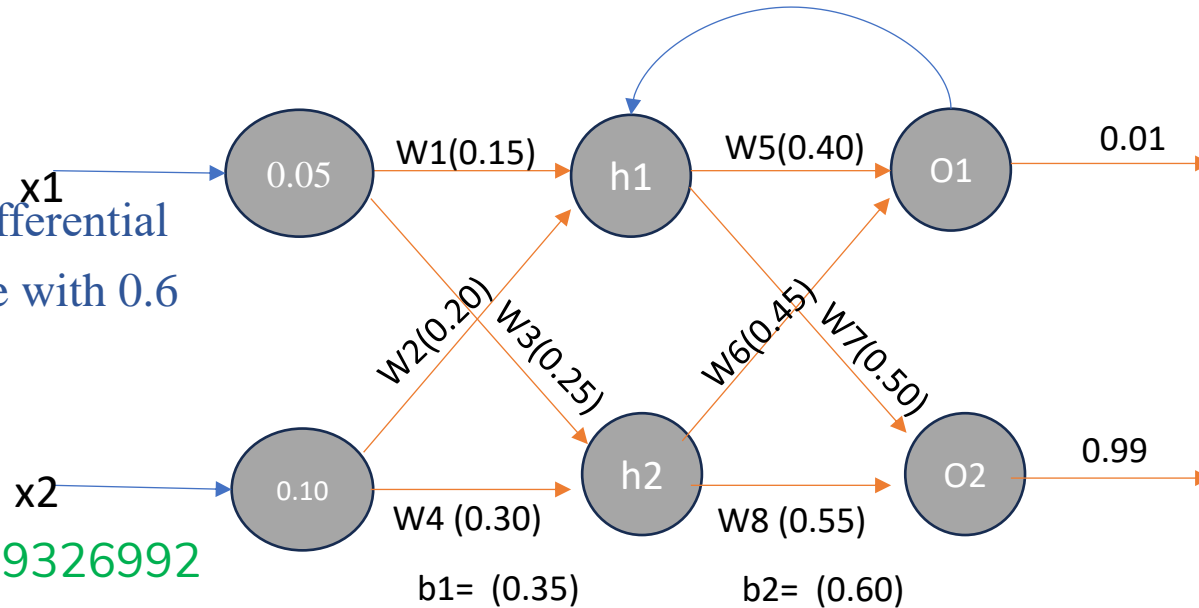 W1(0.15)
W5(0.40)
0.01
x1
0.05
h1
O1
fferential
e with 0.6
W2(0.20)
W3(0.25)
W6(0.45)
W7(0.50)
x2
0.10
h2
O2
0.99
W4 (0.30)
W8 (0.55)
9326992
b1= (0.35)
b2= (0.60)